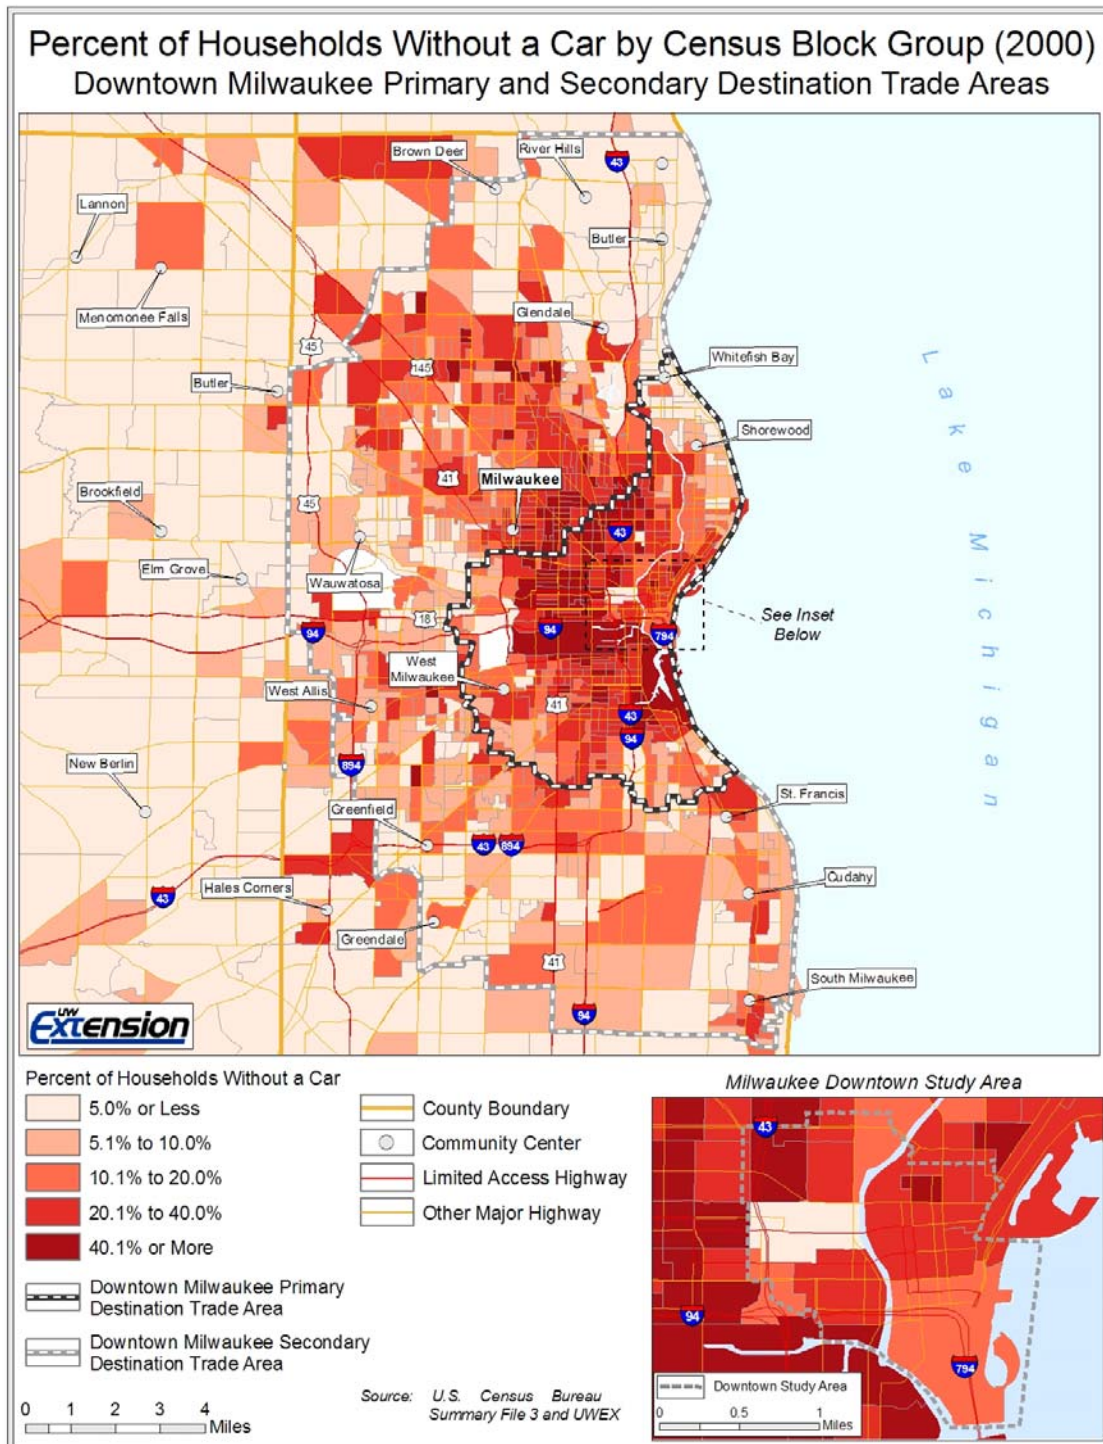 Percent of Households Without a Car by Census Block Group (2000)
Downtown Milwaukee Primary and Secondary Destination Trade Areas
Brown Deer
River Hills
43
Lannon
Butler
Menomonee Falls
Glendale
45
145
Whitefish Bay
Butler
Shorewood
41
Milwaukee
Brookfield
45
43
Elm Grove
Wauwatosa
18
See Inset
Below
94
94
794
West
Milwaukee
West Allis
41
43
94
New Berlin
894
St. Francis
Greenfield
43
894
Cudahy
Hales Corners
43
Greendale
41
South Milwaukee
94
Lake Michigan
UW
Extension
Percent of Households Without a Car
5.0% or Less
5.1% to 10.0%
10.1% to 20.0%
20.1% to 40.0%
40.1% or More
Downtown Milwaukee Primary
Destination Trade Area
Downtown Milwaukee Secondary
Destination Trade Area
0 1 2 3 4
Miles
County Boundary
Community Center
Limited Access Highway
Other Major Highway
Source: U.S. Census Bureau
Summary File 3 and UWEX
Milwaukee Downtown Study Area
43
94
794
Downtown Study Area
0 0.5 1
Miles